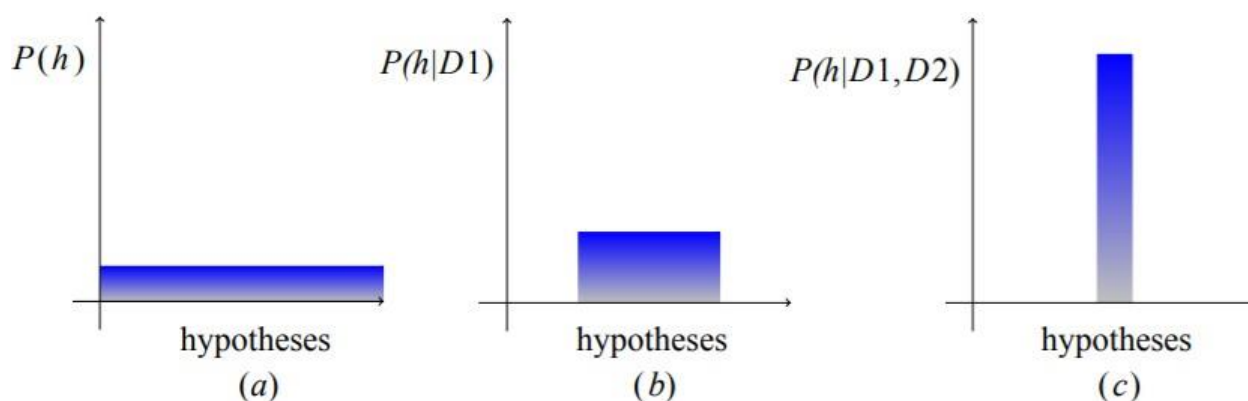 P(h)
P(h|D1)
P(h|D1,D2)
hypotheses
hypotheses
hypotheses
(a)
(b)
(c)